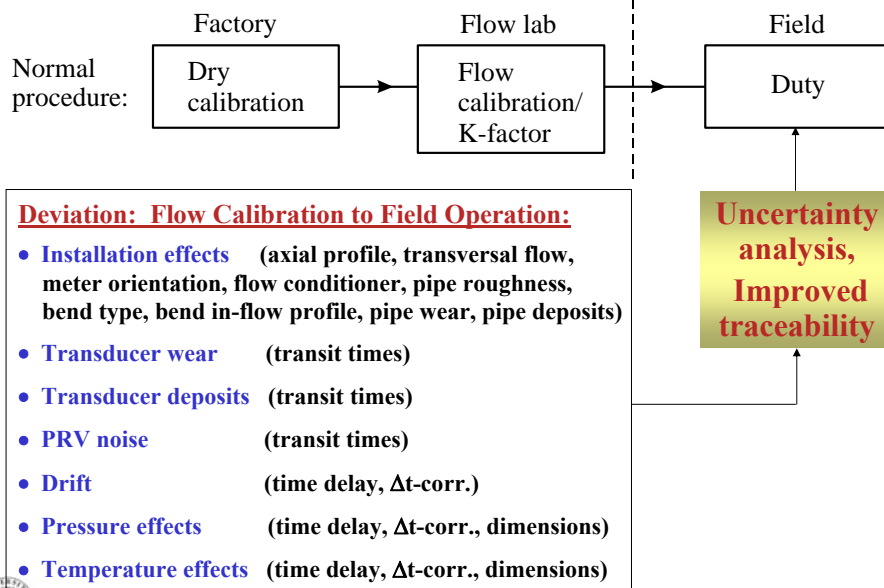 Factory
Flow lab
Field
Normal
procedure:
Dry
calibration
Flow
calibration/
K-factor
Duty
Deviation: Flow Calibration to Field Operation:
• Installation effects (axial profile, transversal flow,
meter orientation, flow conditioner, pipe roughness,
bend type, bend in-flow profile, pipe wear, pipe deposits)
• Transducer wear (transit times)
• Transducer deposits (transit times)
• PRV noise (transit times)
• Drift (time delay, Δt-corr.)
• Pressure effects (time delay, Δt-corr., dimensions)
• Temperature effects (time delay, Δt-corr., dimensions)
Uncertainty
analysis,
Improved
traceability